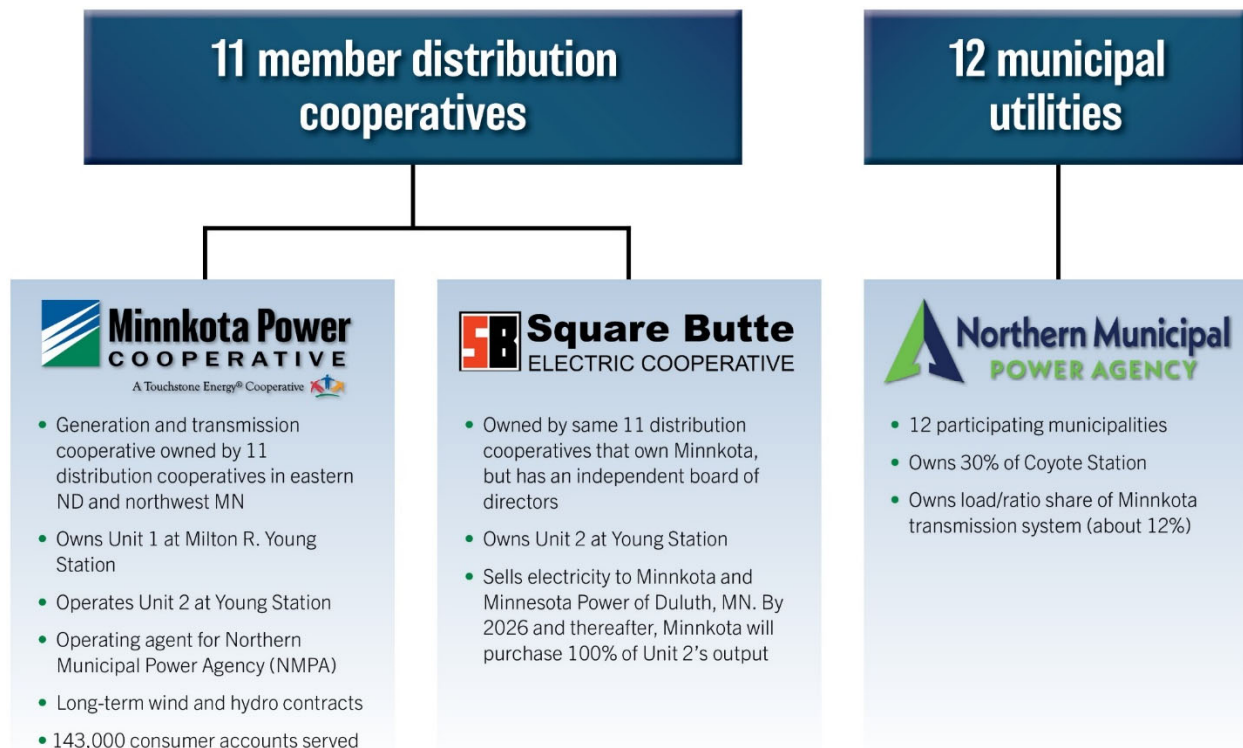 11 member distribution
cooperatives
12 municipal
utilities
Minnkota Power
COOPERATIVE
A Touchstone Energy® Cooperative
• Generation and transmission
cooperative owned by 11
distribution cooperatives in eastern
ND and northwest MN
• Owns Unit 1 at Milton R. Young
Station
• Operates Unit 2 at Young Station
• Operating agent for Northern
Municipal Power Agency (NMPA)
• Long-term wind and hydro contracts
• 143,000 consumer accounts served
SB Square Butte
ELECTRIC COOPERATIVE
• Owned by same 11 distribution
cooperatives that own Minnkota,
but has an independent board of
directors
• Owns Unit 2 at Young Station
• Sells electricity to Minnkota and
Minnesota Power of Duluth, MN. By
2026 and thereafter, Minnkota will
purchase 100% of Unit 2's output
Northern Municipal
POWER AGENCY
• 12 participating municipalities
• Owns 30% of Coyote Station
• Owns load/ratio share of Minnkota
transmission system (about 12%)